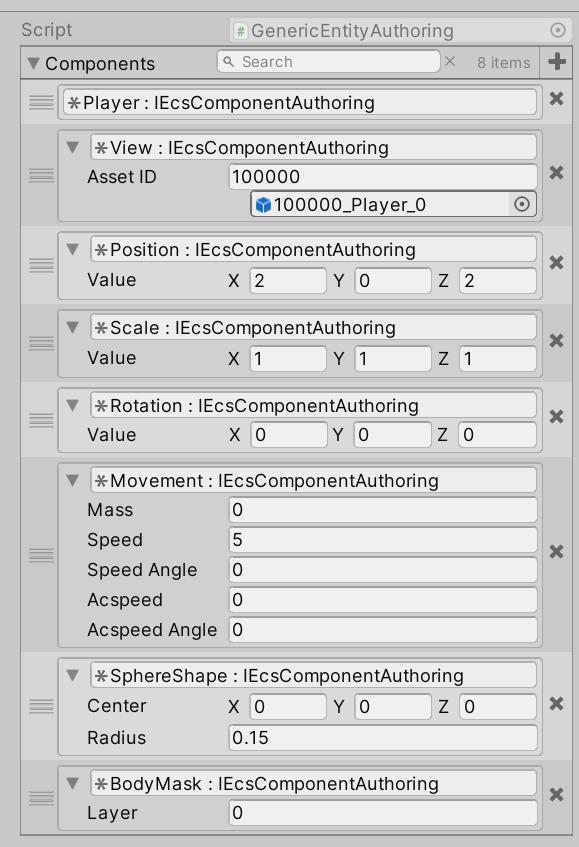 Script # GenericEntityAuthoring
Components Search × 8 items +
Player : IEcsComponentAuthoring
View : IEcsComponentAuthoring
Asset ID 100000
100000_Player_0
Position : IEcsComponentAuthoring
Value X 2 Y 0 Z 2
Scale : IEcsComponentAuthoring
Value X 1 Y 1 Z 1
Rotation : IEcsComponentAuthoring
Value X 0 Y 0 Z 0
Movement : IEcsComponentAuthoring
Mass 0
Speed 5
Speed Angle 0
Acspeed 0
Acspeed Angle 0
SphereShape : IEcsComponentAuthoring
Center X 0 Y 0 Z 0
Radius 0.15
BodyMask : IEcsComponentAuthoring
Layer 0